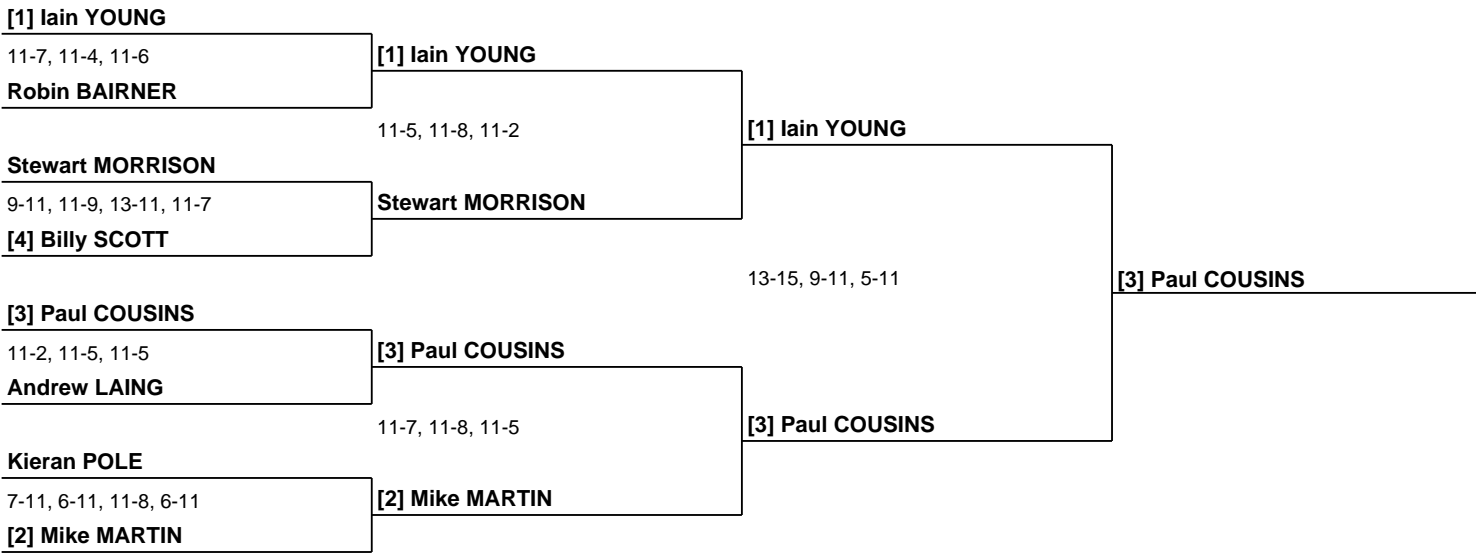 [1] Iain YOUNG
11-7, 11-4, 11-6
[1] Iain YOUNG
Robin BAIRNER
11-5, 11-8, 11-2
[1] Iain YOUNG
Stewart MORRISON
9-11, 11-9, 13-11, 11-7
Stewart MORRISON
[4] Billy SCOTT
13-15, 9-11, 5-11
[3] Paul COUSINS
[3] Paul COUSINS
11-2, 11-5, 11-5
[3] Paul COUSINS
Andrew LAING
11-7, 11-8, 11-5
[3] Paul COUSINS
Kieran POLE
7-11, 6-11, 11-8, 6-11
[2] Mike MARTIN
[2] Mike MARTIN